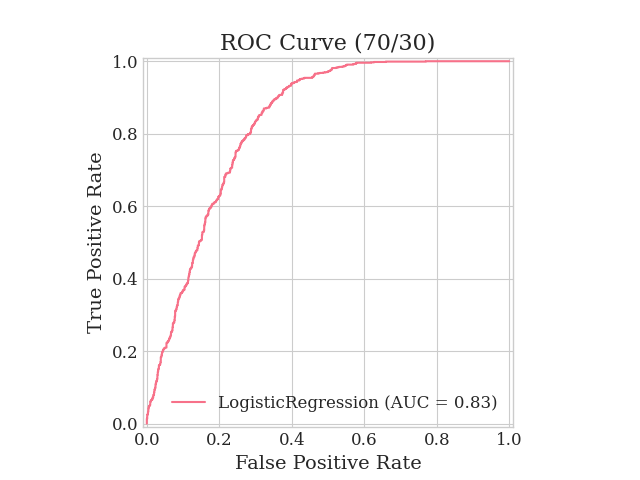 ROC Curve (70/30)
True Positive Rate
1.0
0.8
0.6
0.4
0.2
0.0
LogisticRegression (AUC = 0.83)
0.0 0.2 0.4 0.6 0.8 1.0
False Positive Rate